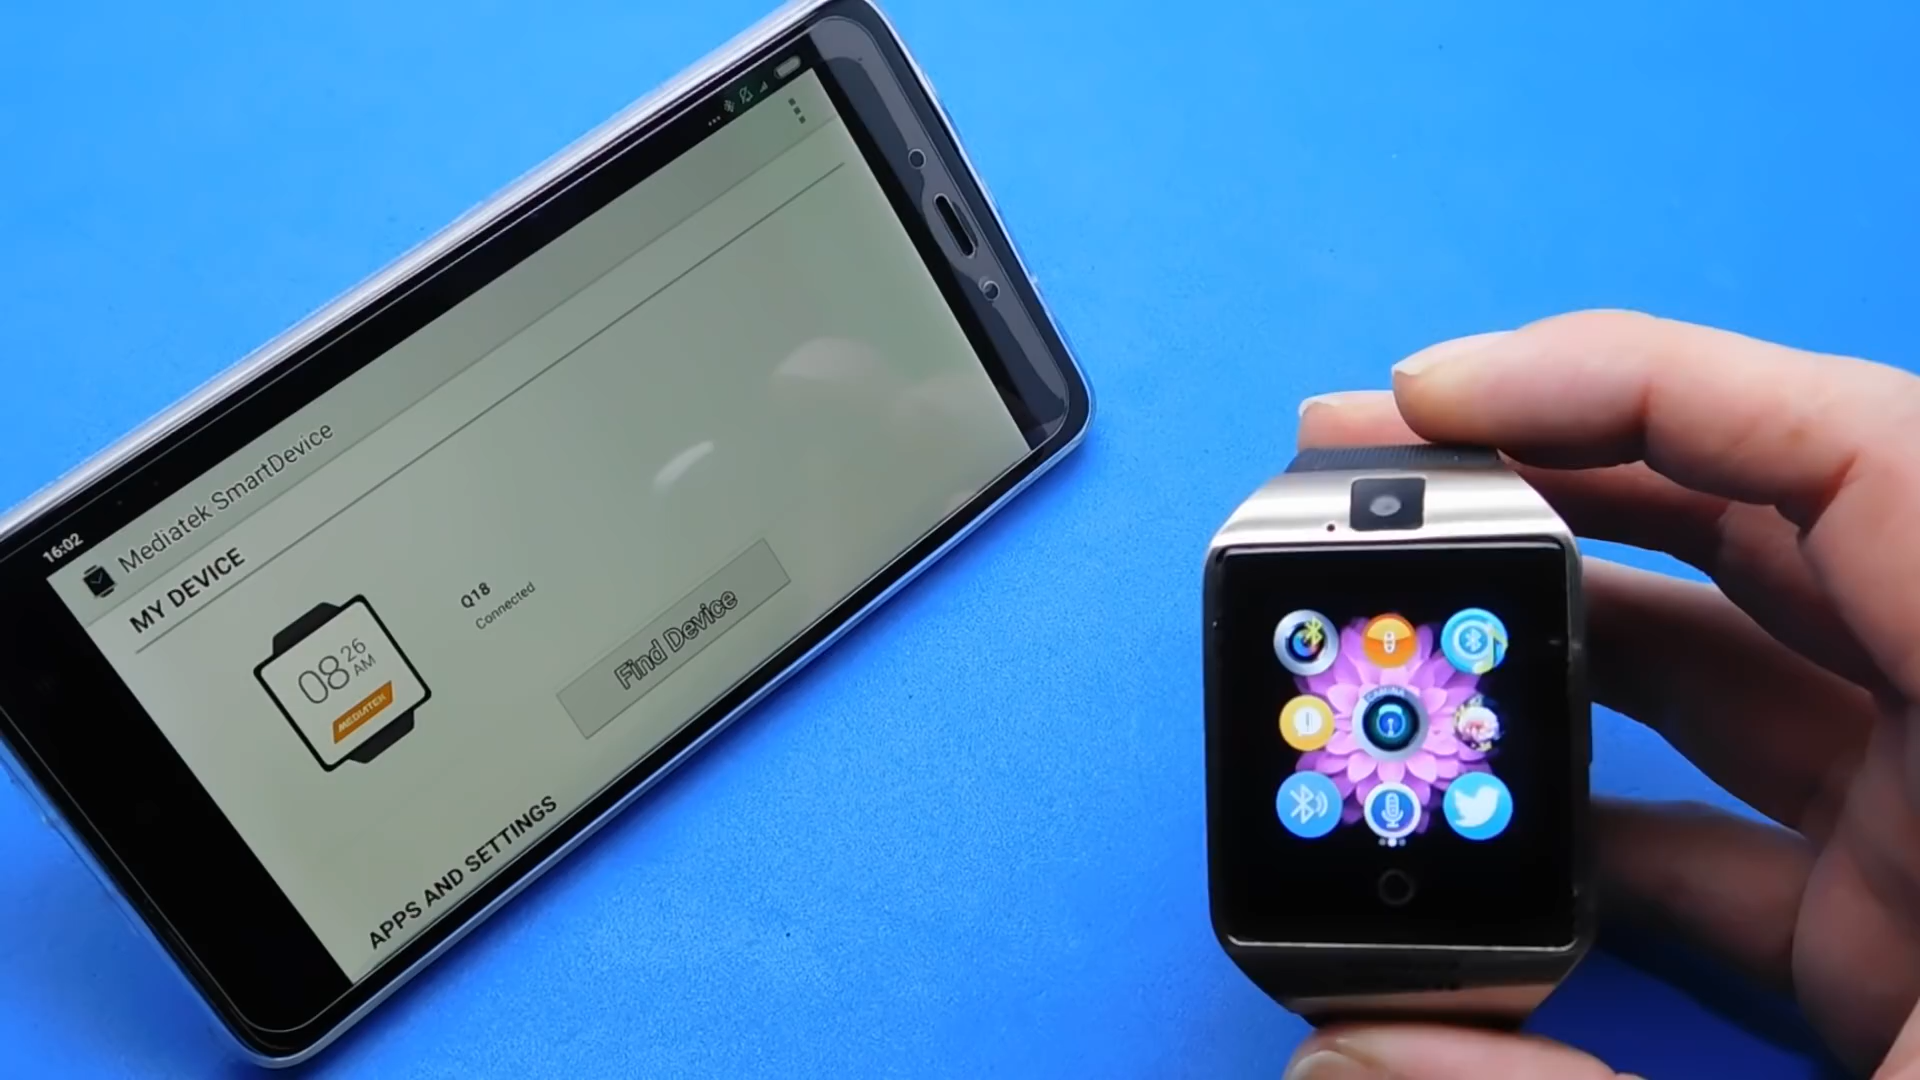 16:02
Mediatek SmartDevice
MY DEVICE
08 26
AM
MEDIATEK
Q18
Connected
Find Device
APPS AND SETTINGS